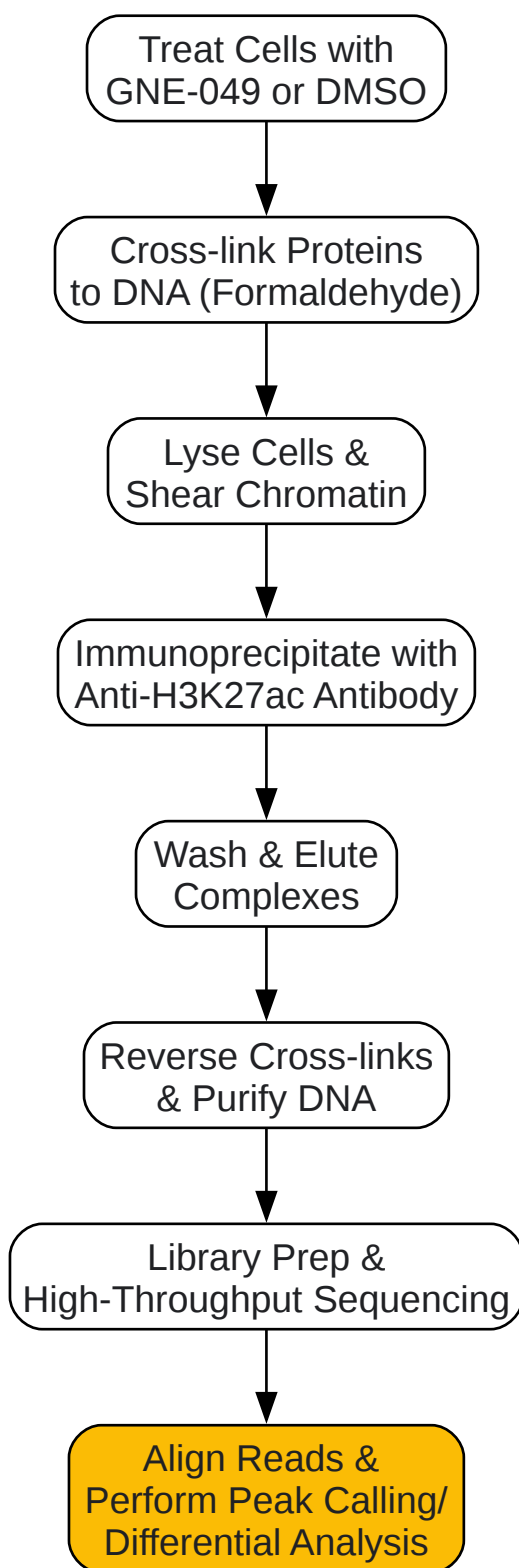 Treat Cells with
GNE-049 or DMSO
Cross-link Proteins
to DNA (Formaldehyde)
Lyse Cells &
Shear Chromatin
Immunoprecipitate with
Anti-H3K27ac Antibody
Wash & Elute
Complexes
Reverse Cross-links
& Purify DNA
Library Prep &
High-Throughput Sequencing
Align Reads &
Perform Peak Calling/
Differential Analysis